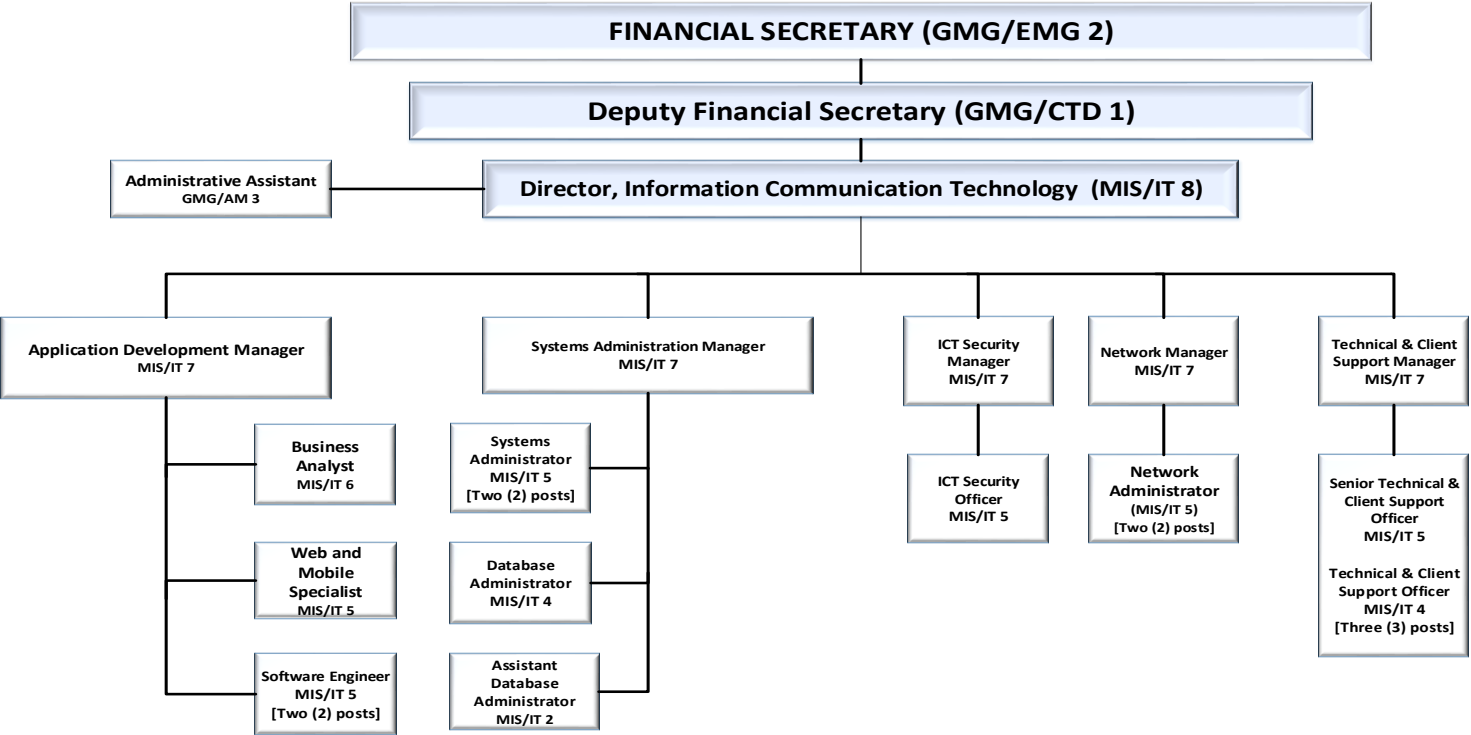 FINANCIAL SECRETARY (GMG/EMG 2)
Deputy Financial Secretary (GMG/CTD 1)
Administrative Assistant
GMG/AM 3
Director, Information Communication Technology (MIS/IT 8)
Application Development Manager
MIS/IT 7
Systems Administration Manager
MIS/IT 7
ICT Security
Manager
MIS/IT 7
Network Manager
MIS/IT 7
Technical & Client
Support Manager
MIS/IT 7
Business
Analyst
MIS/IT 6
Web and
Mobile
Specialist
MIS/IT 5
Software Engineer
MIS/IT 5
[Two (2) posts]
Systems
Administrator
MIS/IT 5
[Two (2) posts]
Database
Administrator
MIS/IT 4
Assistant
Database
Administrator
MIS/IT 2
ICT Security
Officer
MIS/IT 5
Network
Administrator
(MIS/IT 5)
[Two (2) posts]
Senior Technical &
Client Support
Officer
MIS/IT 5
Technical & Client
Support Officer
MIS/IT 4
[Three (3) posts]